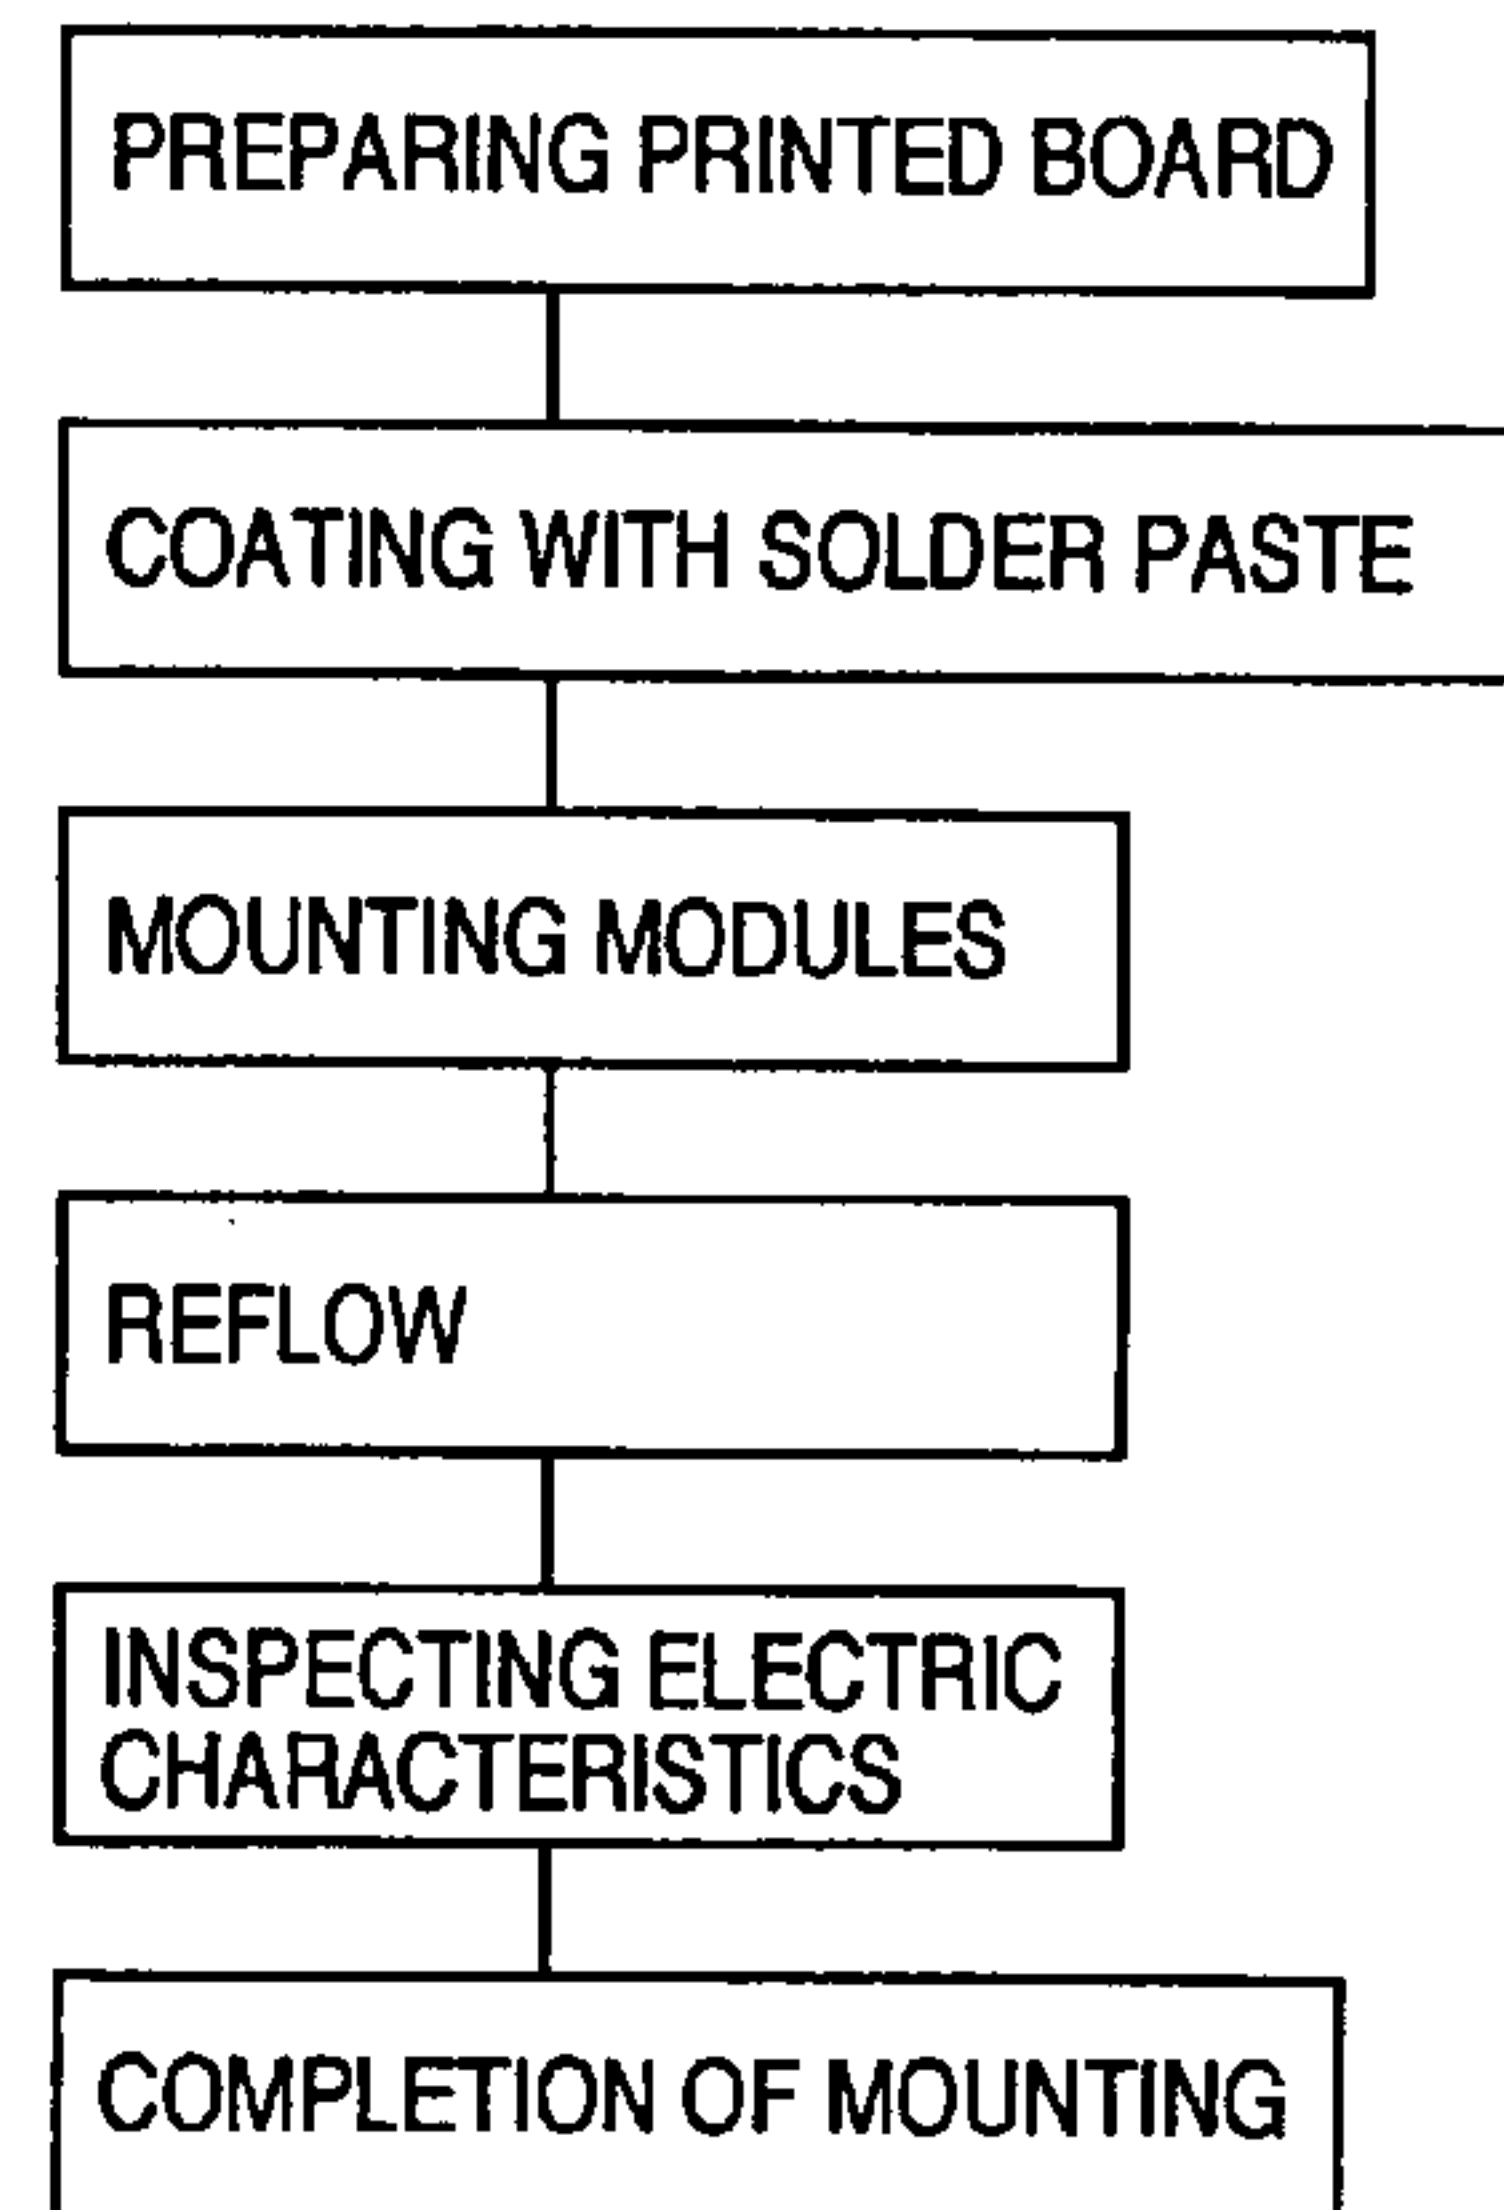 PREPARING PRINTED BOARD
COATING WITH SOLDER PASTE
MOUNTING MODULES
REFLOW
INSPECTING ELECTRIC
CHARACTERISTICS
COMPLETION OF MOUNTING